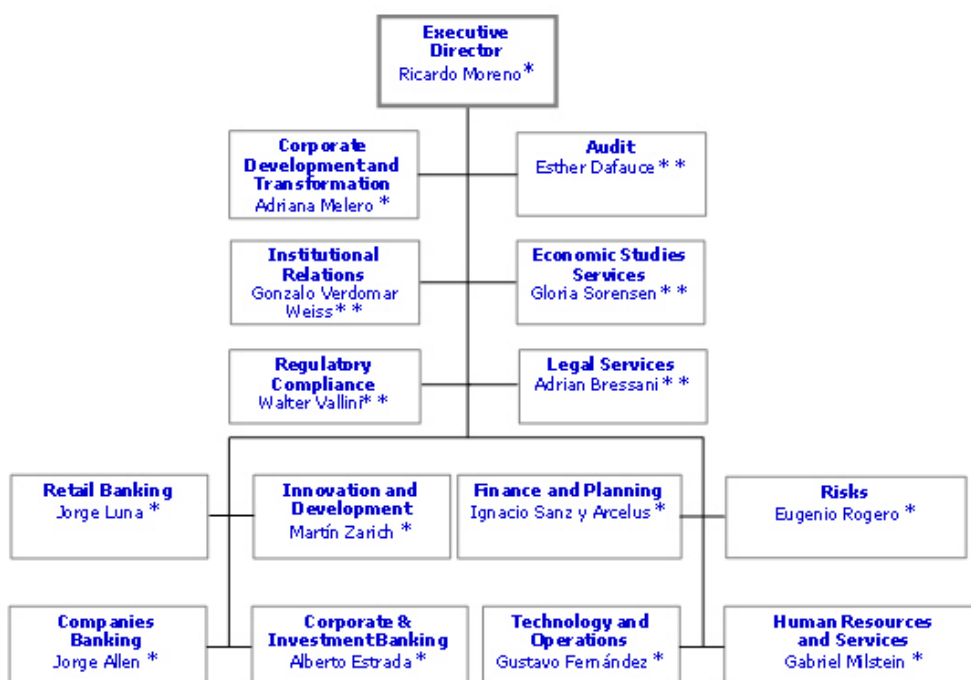 Executive
Director
Ricardo Moreno *
Corporate
Development and
Transformation
Adriana Melero *
Audit
Esther Dafauce * *
Institutional
Relations
Gonzalo Verdomar
Weiss * *
Economic Studies
Services
Gloria Sorensen * *
Regulatory
Compliance
Walter Vallini * *
Legal Services
Adrian Bressani * *
Retail Banking
Jorge Luna *
Innovation and
Development
Martín Zarich *
Finance and Planning
Ignacio Sanz y Arcelus *
Risks
Eugenio Rogero *
Companies
Banking
Jorge Allen *
Corporate &
Investment Banking
Alberto Estrada *
Technology and
Operations
Gustavo Fernández *
Human Resources
and Services
Gabriel Milstein *